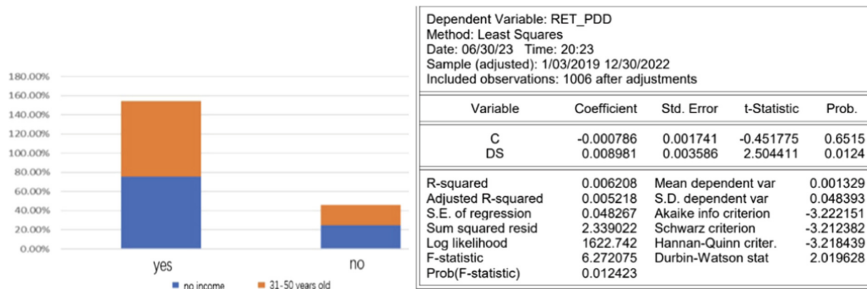 180.00%
160.00%
140.00%
120.00%
100.00%
80.00%
60.00%
40.00%
20.00%
0.00%
yes no
no income 31-50 years old
Dependent Variable: RET_PDD
Method: Least Squares
Date: 06/30/23 Time: 20:23
Sample (adjusted): 1/03/2019 12/30/2022
Included observations: 1006 after adjustments
Variable Coefficient Std. Error t-Statistic Prob.
C -0.000786 0.001741 -0.451775 0.6515
DS 0.008981 0.003586 2.504411 0.0124
R-squared 0.006208 Mean dependent var 0.001329
Adjusted R-squared 0.005218 S.D. dependent var 0.048393
S.E. of regression 0.048267 Akaike info criterion -3.222151
Sum squared resid 2.339022 Schwarz criterion -3.212382
Log likelihood 1622.742 Hannan-Quinn criter. -3.218439
F-statistic 6.272075 Durbin-Watson stat 2.019628
Prob(F-statistic) 0.012423